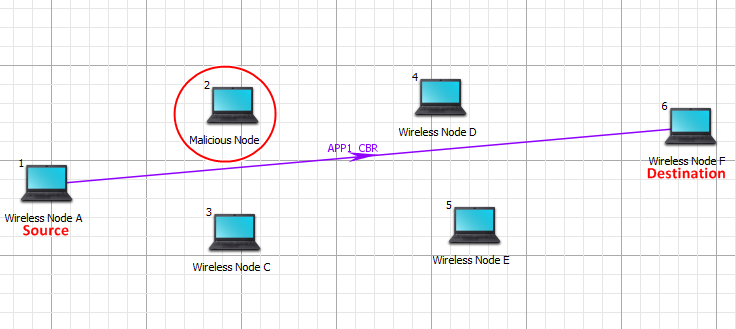 4
2
6
Malicious Node
Wireless Node D
APP1_CBR
Wireless Node F
Destination
1
Wireless Node A
Source
3
5
Wireless Node C
Wireless Node E